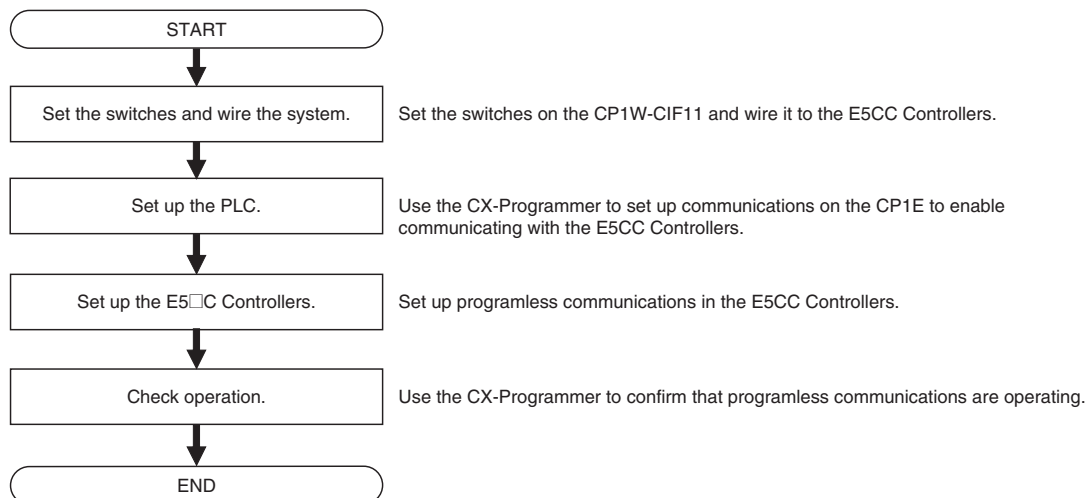 START
Set the switches and wire the system.
Set the switches on the CP1W-CIF11 and wire it to the E5CC Controllers.
Set up the PLC.
Use the CX-Programmer to set up communications on the CP1E to enable
communicating with the E5CC Controllers.
Set up the E5□C Controllers.
Set up programless communications in the E5CC Controllers.
Check operation.
Use the CX-Programmer to confirm that programless communications are operating.
END